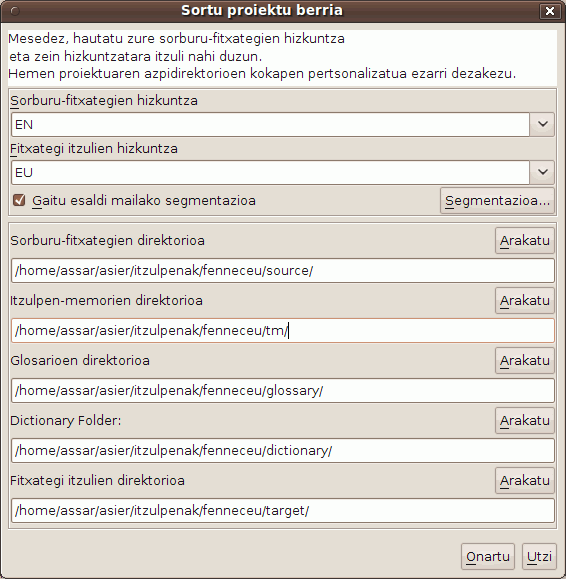 Sortu proiektu berria
Mesedez, hautatu zure sorburu-fitxategien hizkuntza
eta zein hizkuntzatara itzuli nahi duzun.
Hemen proiektuaren azpidirektorioen kokapen pertsonalizatua ezarri dezakezu.
Sorburu-fitxategien hizkuntza
EN
Fitxategi itzulien hizkuntza
EU
Gaitu esaldi mailako segmentazioa Segmentazioa...
Sorburu-fitxategien direktorioa Arakatu
/home/assar/asier/itzulpenak/fenneceu/source/
Itzulpen-memorien direktorioa Arakatu
/home/assar/asier/itzulpenak/fenneceu/tm/
Glosarioen direktorioa Arakatu
/home/assar/asier/itzulpenak/fenneceu/glossary/
Dictionary Folder: Arakatu
/home/assar/asier/itzulpenak/fenneceu/dictionary/
Fitxategi itzulien direktorioa Arakatu
/home/assar/asier/itzulpenak/fenneceu/target/
Onartu Utzi